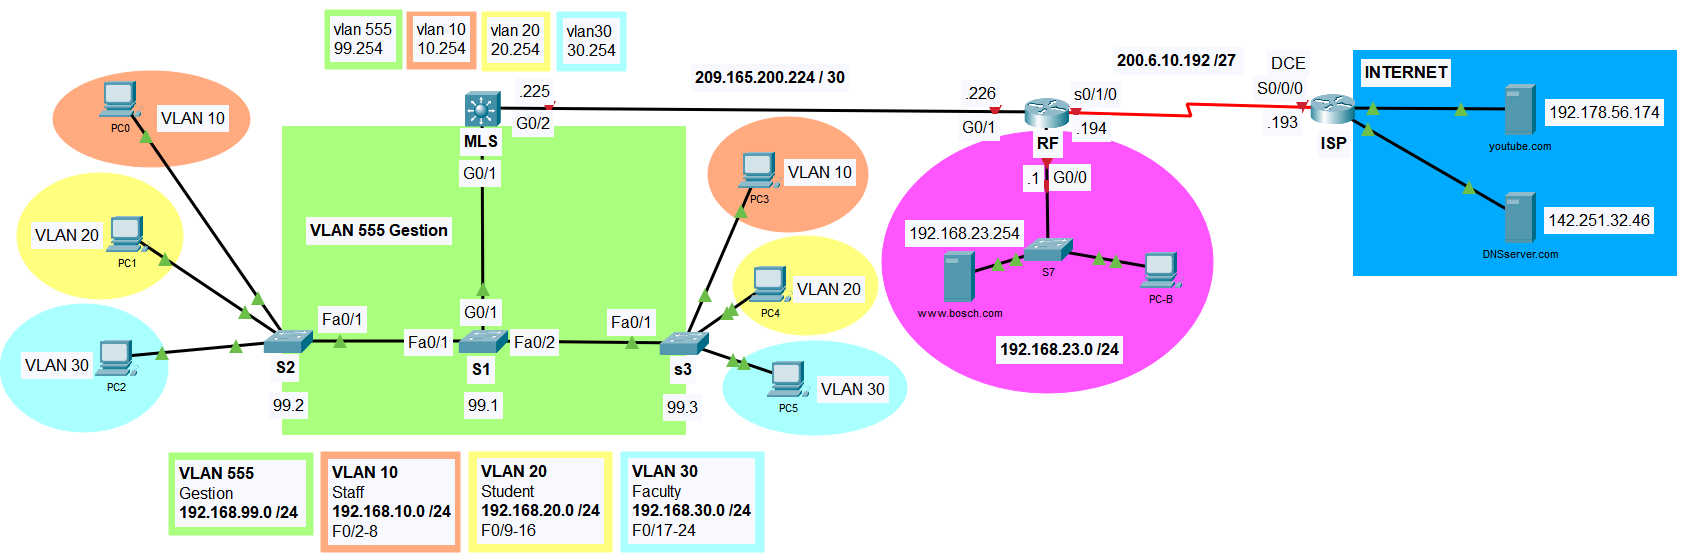 vlan 555
99.254
vlan 10
10.254
vlan 20
20.254
vlan30
30.254
209.165.200.224 / 30
200.6.10.192 /27
DCE
S0/0/0
INTERNET
.225
G0/2
.226
G0/1
s0/1/0
.194
.193
192.178.56.174
youtube.com
PC0
VLAN 10
MLS
G0/1
RF
ISP
.1
G0/0
PC3
VLAN 10
VLAN 20
PC1
VLAN 555 Gestion
192.168.23.254
S7
PC-B
www.bosch.com
142.251.32.46
DNSserver.com
PC4
VLAN 20
Fa0/1
G0/1
Fa0/1
Fa0/1
Fa0/2
192.168.23.0 /24
VLAN 30
PC2
S2
S1
s3
PC5
VLAN 30
99.2
99.1
99.3
VLAN 555
Gestion
192.168.99.0 /24
VLAN 10
Staff
192.168.10.0 /24
F0/2-8
VLAN 20
Student
192.168.20.0 /24
F0/9-16
VLAN 30
Faculty
192.168.30.0 /24
F0/17-24